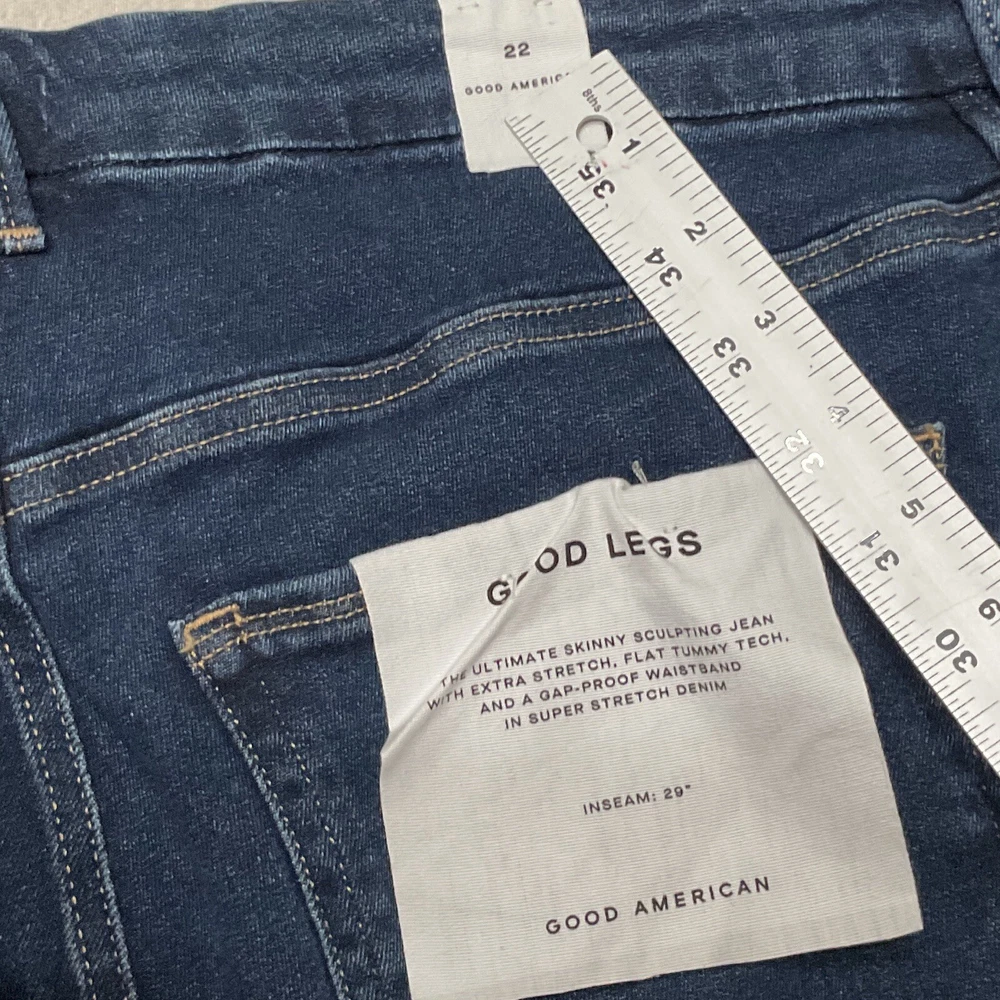 22
GOOD AMERIC
8ths
1
35
2
34
3
33
4
32
5
31
6
30
GOOD LEGS
THE ULTIMATE SKINNY SCULPTING JEAN
WITH EXTRA STRETCH, FLAT TUMMY TECH,
AND A GAP-PROOF WAISTBAND
IN SUPER STRETCH DENIM
INSEAM: 29"
GOOD AMERICAN